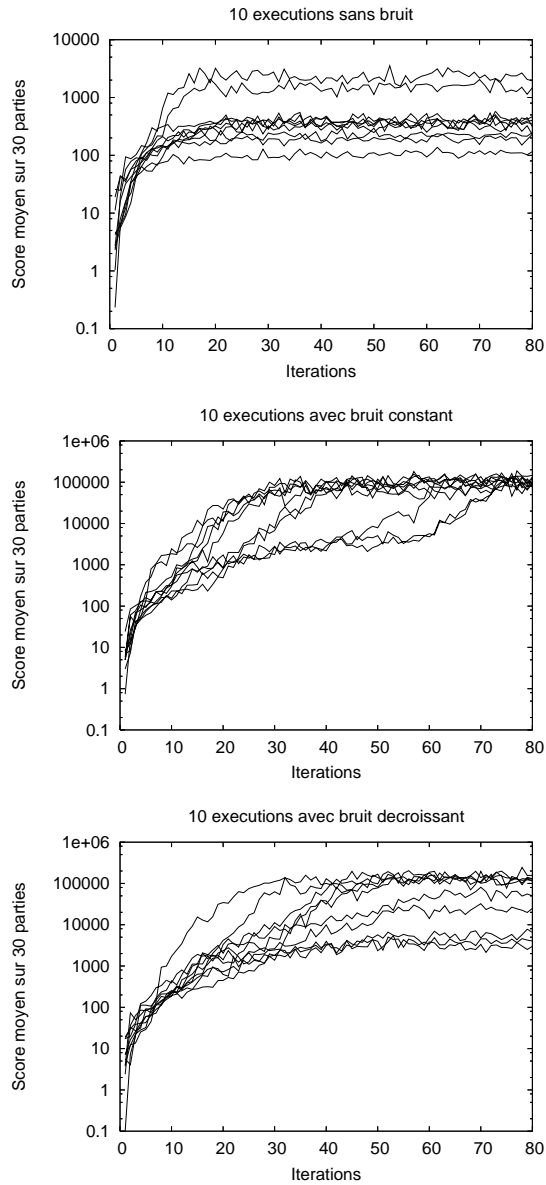 10 executions sans bruit
10000
1000
100
10
1
0.1
Score moyen sur 30 parties
0 10 20 30 40 50 60 70 80
Iterations
10 executions avec bruit constant
1e+06
100000
10000
1000
100
10
1
0.1
Score moyen sur 30 parties
0 10 20 30 40 50 60 70 80
Iterations
10 executions avec bruit decroissant
1e+06
100000
10000
1000
100
10
1
0.1
Score moyen sur 30 parties
0 10 20 30 40 50 60 70 80
Iterations